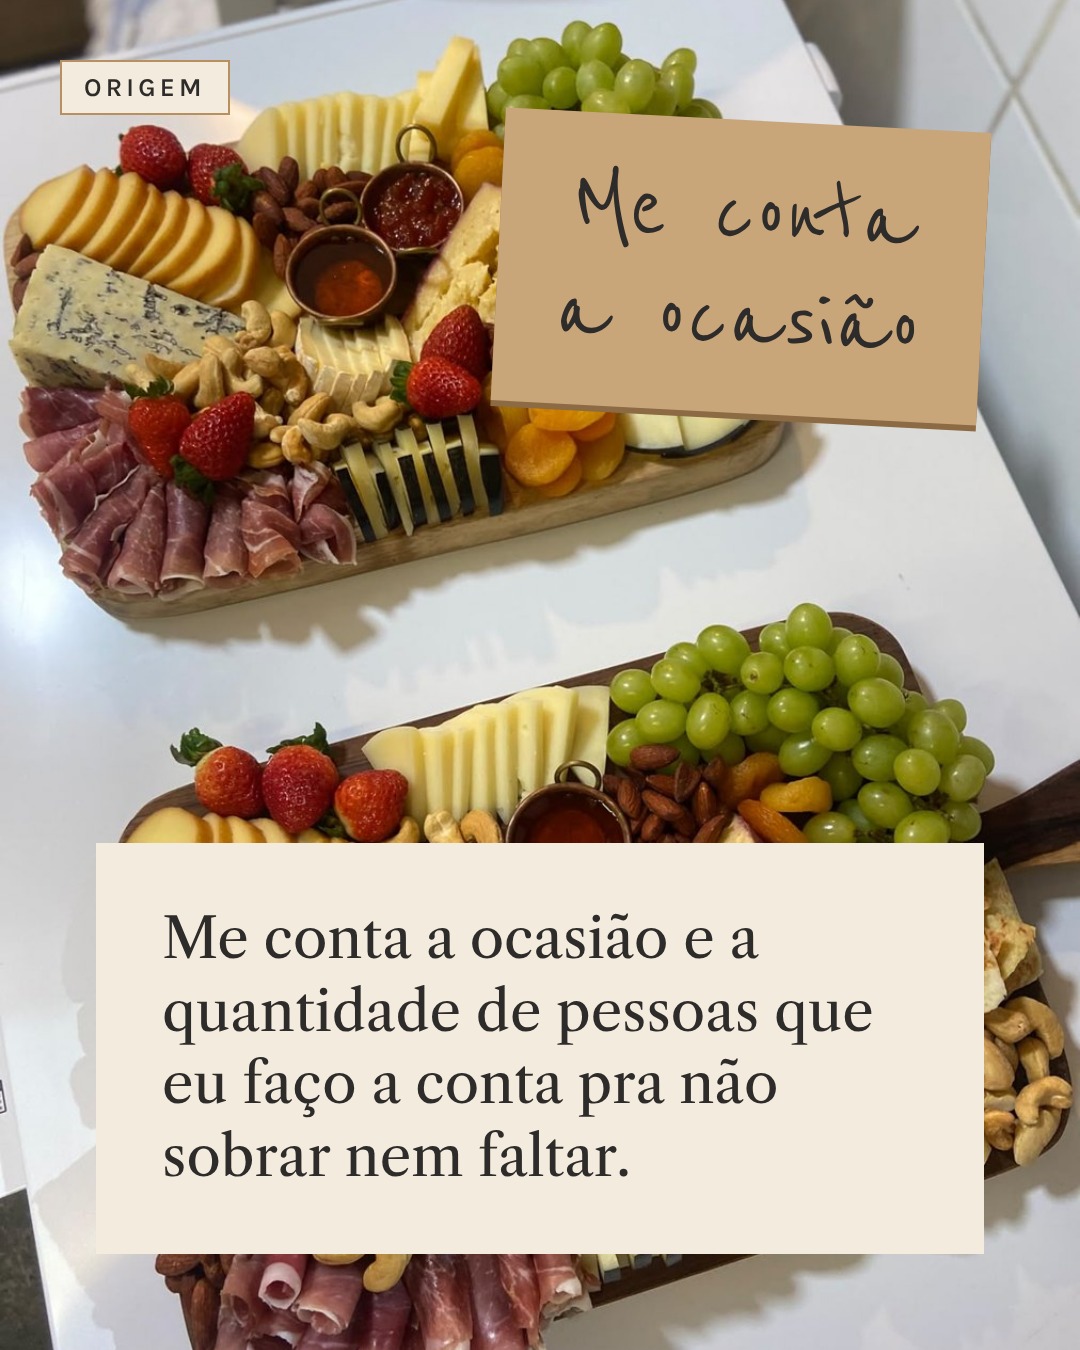 ORIGEM
Me conta
a ocasião
Me conta a ocasião e a
quantidade de pessoas que
eu faço a conta pra não
sobrar nem faltar.